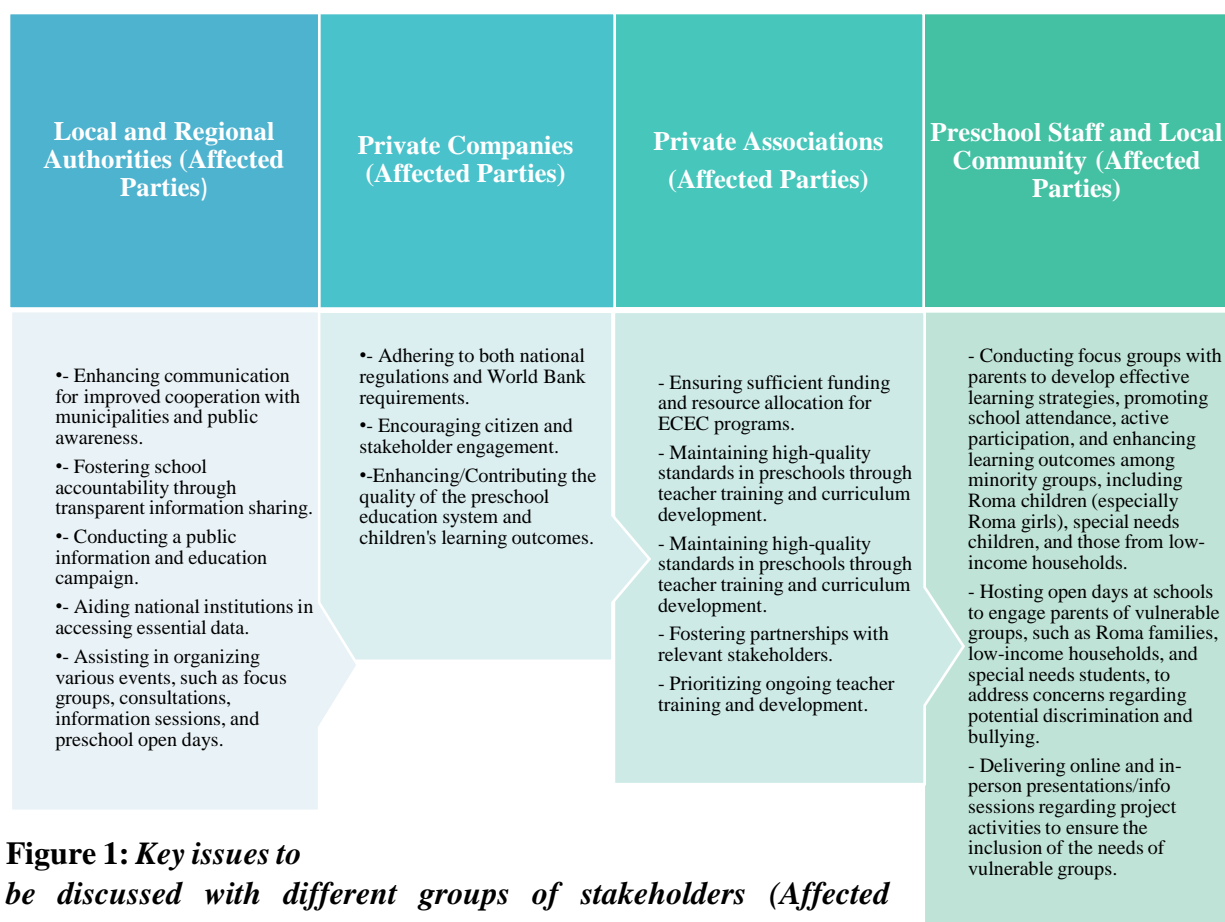 Local and Regional
Authorities (Affected
Parties)
Private Companies
(Affected Parties)
Private Associations
(Affected Parties)
Preschool Staff and Local
Community (Affected
Parties)
•- Enhancing communication
for improved cooperation with
municipalities and public
awareness.
•- Fostering school
accountability through
transparent information sharing.
•- Conducting a public
information and education
campaign.
•- Aiding national institutions in
accessing essential data.
•- Assisting in organizing
various events, such as focus
groups, consultations,
information sessions, and
preschool open days.
•- Adhering to both national
regulations and World Bank
requirements.
•- Encouraging citizen and
stakeholder engagement.
•-Enhancing/Contributing the
quality of the preschool
education system and
children's learning outcomes.
- Ensuring sufficient funding
and resource allocation for
ECEC programs.
- Maintaining high-quality
standards in preschools through
teacher training and curriculum
development.
- Maintaining high-quality
standards in preschools through
teacher training and curriculum
development.
- Fostering partnerships with
relevant stakeholders.
- Prioritizing ongoing teacher
training and development.
- Conducting focus groups with
parents to develop effective
learning strategies, promoting
school attendance, active
participation, and enhancing
learning outcomes among
minority groups, including
Roma children (especially
Roma girls), special needs
children, and those from low-
income households.
- Hosting open days at schools
to engage parents of vulnerable
groups, such as Roma families,
low-income households, and
special needs students, to
address concerns regarding
potential discrimination and
bullying.
- Delivering online and in-
person presentations/info
sessions regarding project
activities to ensure the
inclusion of the needs of
vulnerable groups.
Figure 1: Key issues to
be discussed with different groups of stakeholders (Affected